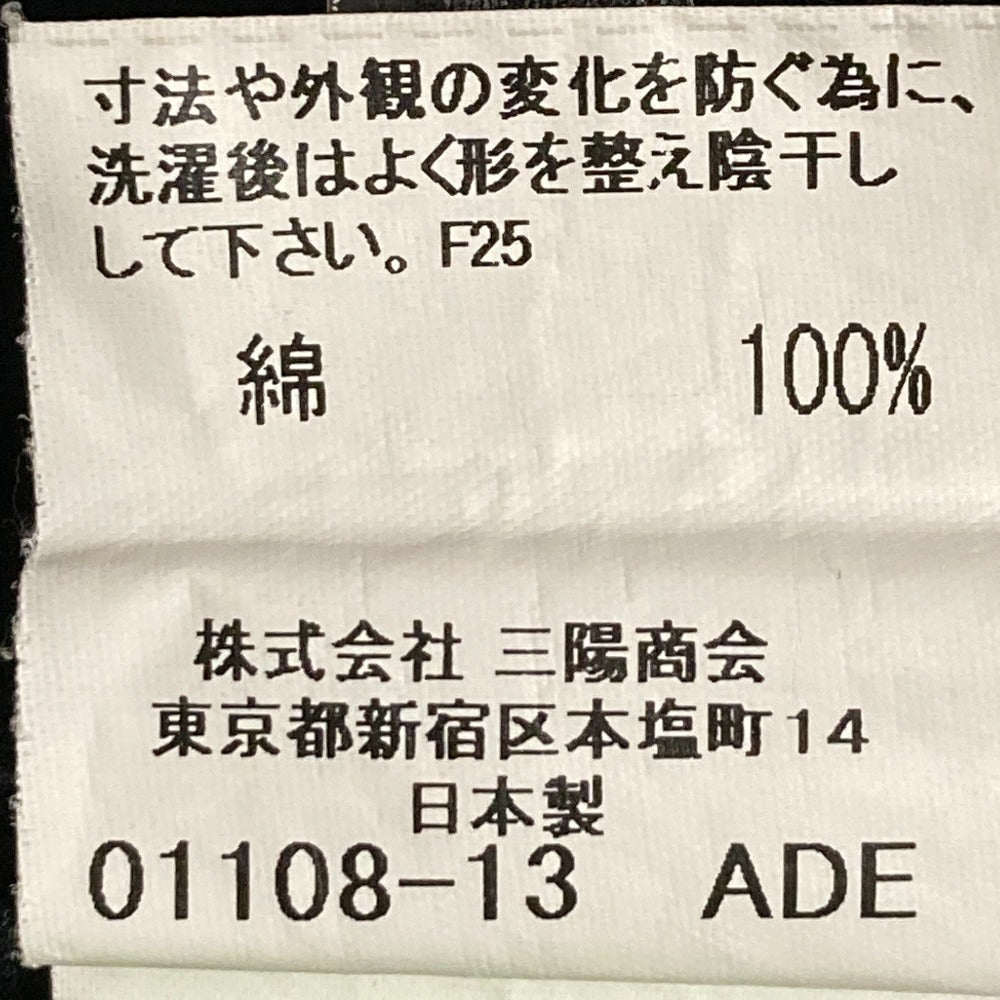 寸法や外観の変化を防ぐ為に、
洗濯後はよく形を整え陰干し
して下さい。F25
綿 100%
株式会社 三陽商会
東京都新宿区本塩町14
日本製
01108-13 ADE